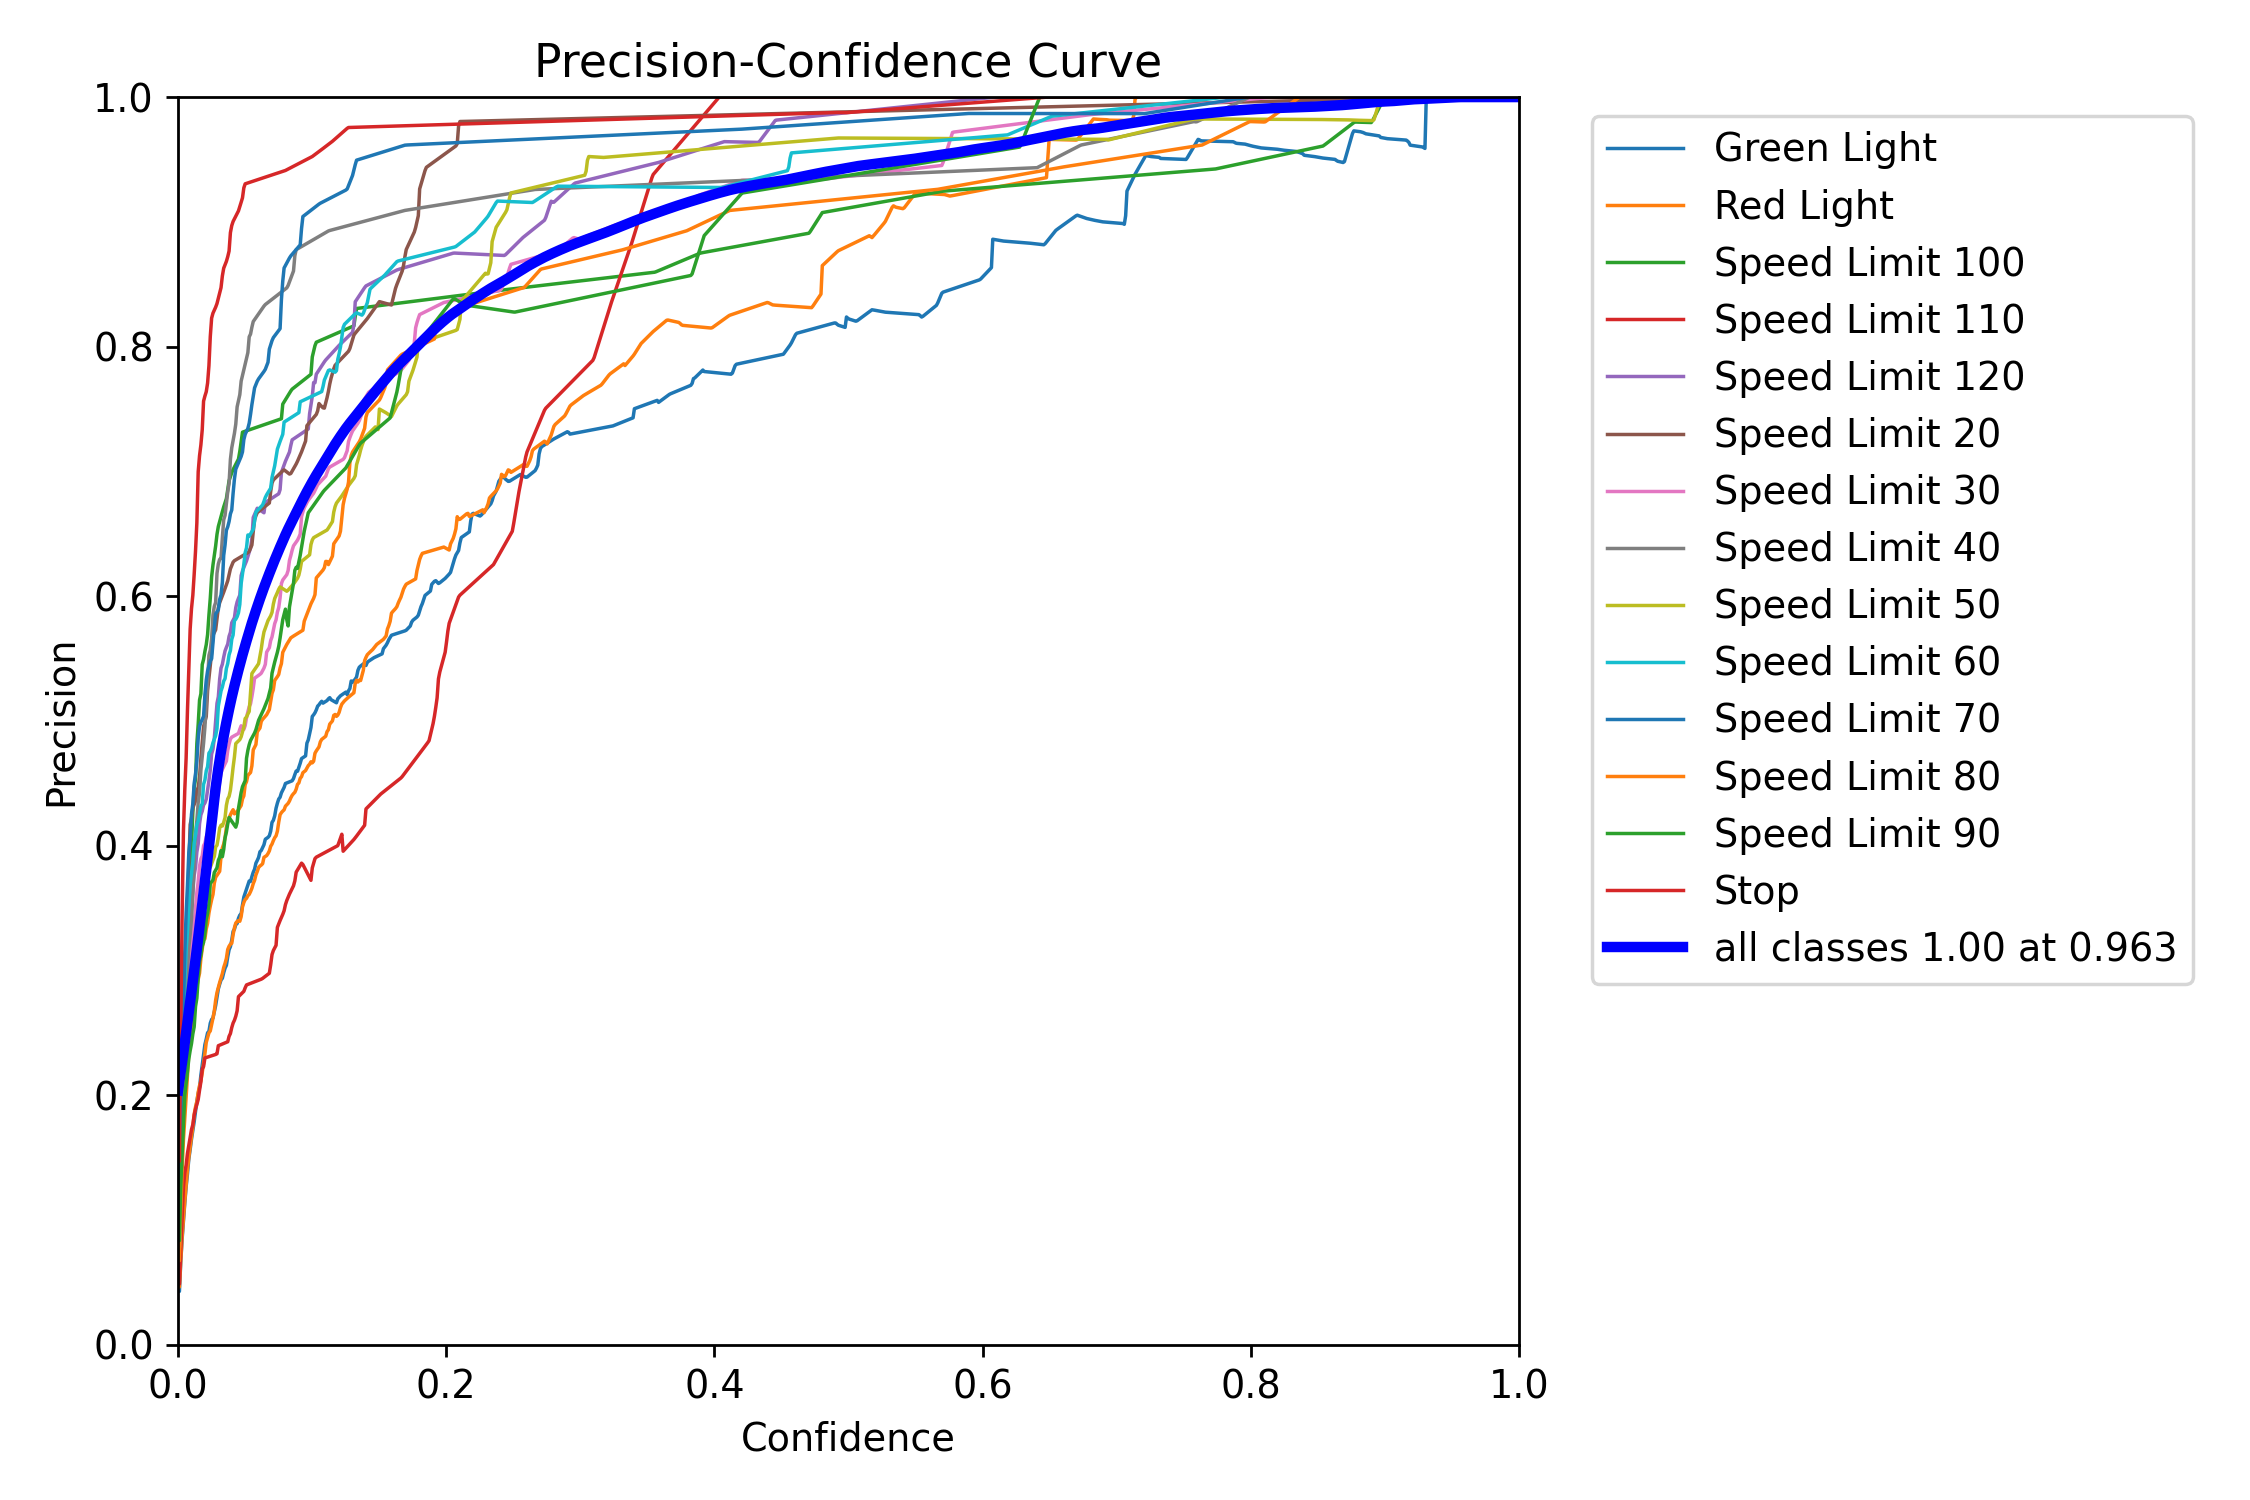 Precision-Confidence Curve
1.0
0.8
0.6
0.4
0.2
0.0
Precision
0.0 0.2 0.4 0.6 0.8 1.0
Confidence
Green Light
Red Light
Speed Limit 100
Speed Limit 110
Speed Limit 120
Speed Limit 20
Speed Limit 30
Speed Limit 40
Speed Limit 50
Speed Limit 60
Speed Limit 70
Speed Limit 80
Speed Limit 90
Stop
all classes 1.00 at 0.963